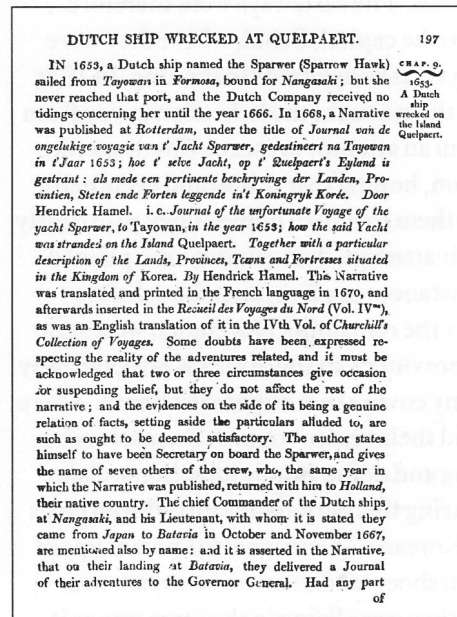 DUTCH SHIP WRECKED AT QUELPAERT. 197
IN 1653, a Dutch ship named the Sparwer (Sparrow Hawk)
sailed from Tayowan in Formosa, bound for Nangasaki; but she
never reached that port, and the Dutch Company received no
tidings concerning her until the year 1666. In 1668, a Narrative
was published at Rotterdam, under the title of Journal van de
ongelukige voyagie van t' Jacht Sparwer, gedestineert na Tayowan
in t'Jaar 1653; hoe t' selve Jacht, op t' Quelpaert's Eyland is
gestrant: als mede een pertinente beschryvinge der Landen, Pro-
vintien, Steten ende Forten leggende in't Koningryk Korée. Door
Hendrick Hamel. i. e. Journal of the unfortunate Voyage of the
yacht Sparwer, to Tayowan, in the year 1653; how the said Yacht
was stranded on the Island Quelpaert. Together with a particular
description of the Lands, Provinces, Towns and Fortresses situated
in the Kingdom of Korea. By Hendrick Hamel. This Narrative
was translated and printed in the French language in 1670, and
afterwards inserted in the Recueil des Voyages du Nord (Vol. IVme),
as was an English translation of it in the IVth Vol. of Churchill's
Collection of Voyages. Some doubts have been expressed re-
specting the reality of the adventures related, and it must be
acknowledged that two or three circumstances give occasion
for suspending belief, but they do not affect the rest of the
narrative; and the evidences on the side of its being a genuine
relation of facts, setting aside the particulars alluded to, are
such as ought to be deemed satisfactory. The author states
himself to have been Secretary on board the Sparwer, and gives
the name of seven others of the crew, who, the same year in
which the Narrative was published, returned with him to Holland,
their native country. The chief Commander of the Dutch ships
at Nangasaki, and his Lieutenant, with whom it is stated they
came from Japan to Batavia in October and November 1667,
are mentioned also by name: and it is asserted in the Narrative,
that on their landing at Batavia, they delivered a Journal
of their adventures to the Governor General. Had any part
of
CHAP. 9.
1653.
A Dutch
ship
wrecked on
the Island
Quelpaert.